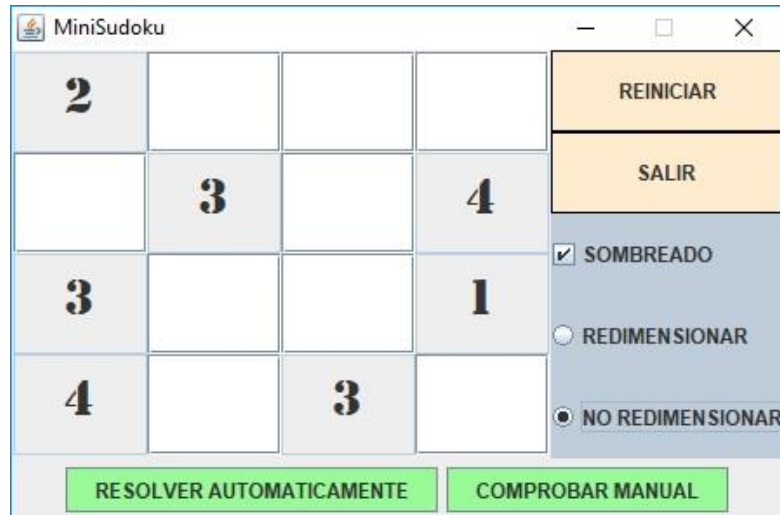 MiniSudoku
2
REINICIAR
3 4
SALIR
SOMBREADO
3 1
REDIMENSIONAR
4 3
NO REDIMENSIONAR
RESOLVER AUTOMATICAMENTE COMPROBAR MANUAL